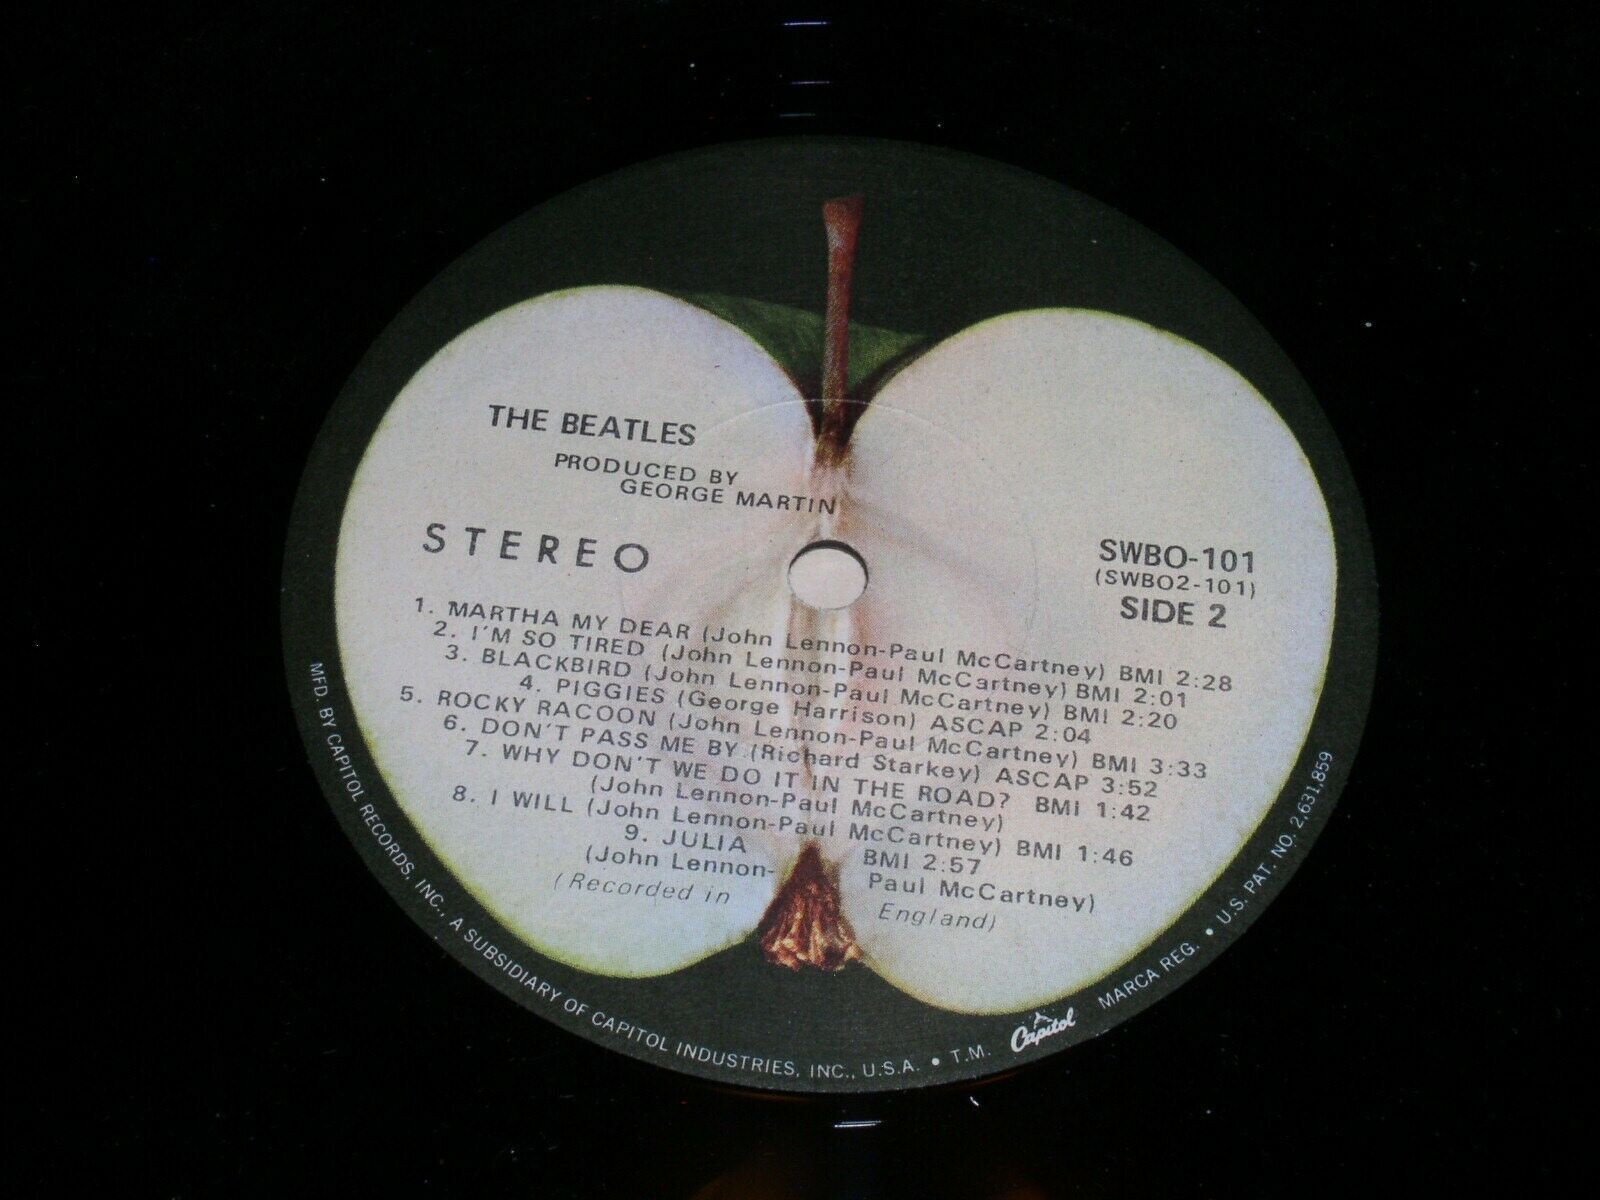 THE BEATLES
PRODUCED BY
GEORGE MARTIN
STEREO
SWBO-101
(SWBO2-101)
SIDE 2
1. MARTHA MY DEAR (John Lennon-Paul McCartney) BMI 2:28
2. I'M SO TIRED (John Lennon-Paul McCartney) BMI 2:01
3. BLACKBIRD (John Lennon-Paul McCartney) BMI 2:20
4. PIGGIES (George Harrison) ASCAP 2:04
5. ROCKY RACOON (John Lennon-Paul McCartney) BMI 3:33
6. DON'T PASS ME BY (Richard Starkey) ASCAP 3:52
7. WHY DON'T WE DO IT IN THE ROAD? BMI 1:42
(John Lennon-Paul McCartney)
8. I WILL (John Lennon-Paul McCartney) BMI 1:46
9. JULIA BMI 2:57
(John Lennon-Paul McCartney)
(Recorded in England)
MFD. BY CAPITOL RECORDS, INC., A SUBSIDIARY OF CAPITOL INDUSTRIES, INC., U.S.A. • T.M. Capitol MARCA REG. • U.S. PAT. NO. 2,631,859